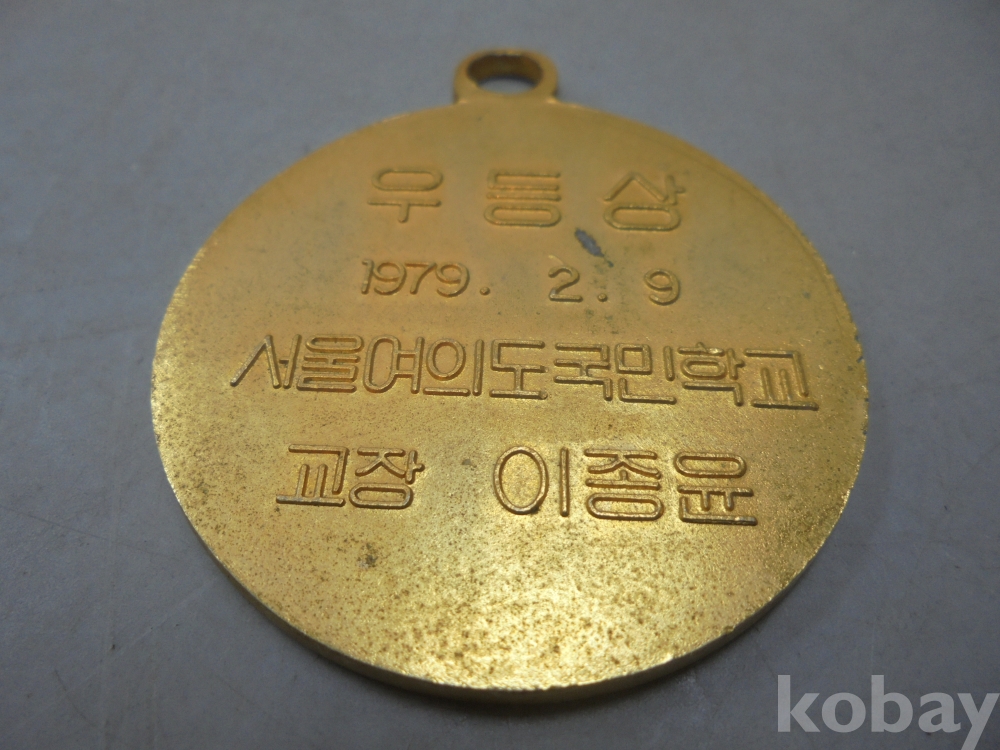 우등상
1979. 2. 9
서울여의도국민학교
교장 이종윤
kobay